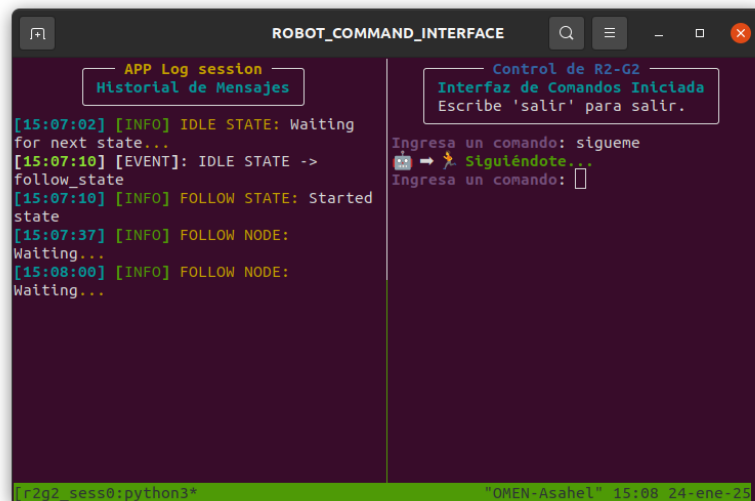 ROBOT_COMMAND_INTERFACE
APP Log session
Historial de Mensajes
[15:07:02] [INFO] IDLE STATE: Waiting
for next state...
[15:07:10] [EVENT]: IDLE STATE ->
follow_state
[15:07:10] [INFO] FOLLOW STATE: Started
state
[15:07:37] [INFO] FOLLOW NODE:
Waiting...
[15:08:00] [INFO] FOLLOW NODE:
Waiting...
Control de R2-G2
Interfaz de Comandos Iniciada
Escribe 'salir' para salir.
Ingresa un comando: sigueme
🤖 ➡ 🏃 Siguiéndote...
Ingresa un comando:
[r2g2_sess0:python3* "OMEN-Asahel" 15:08 24-ene-25